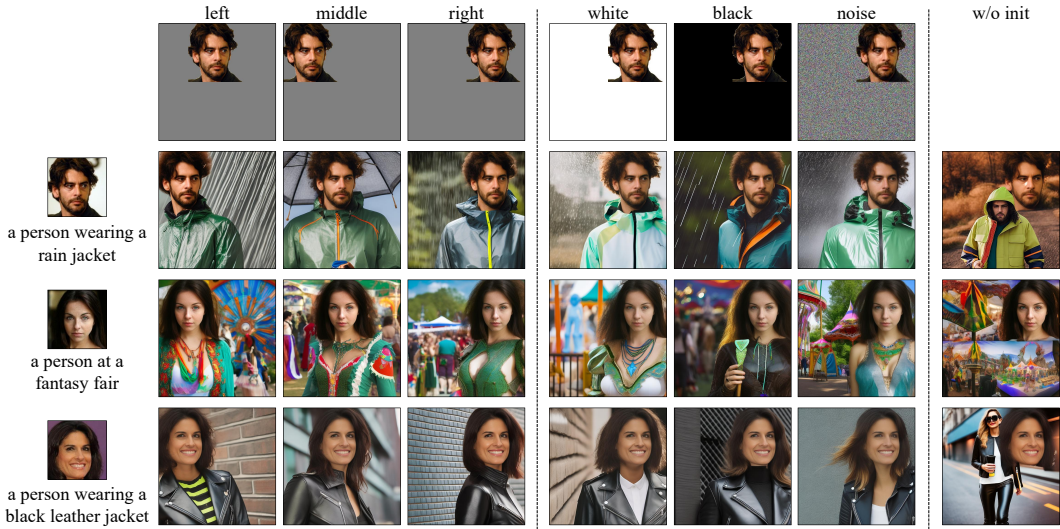 left middle right white black noise w/o init
a person wearing a
rain jacket
a person at a
fantasy fair
a person wearing a
black leather jacket